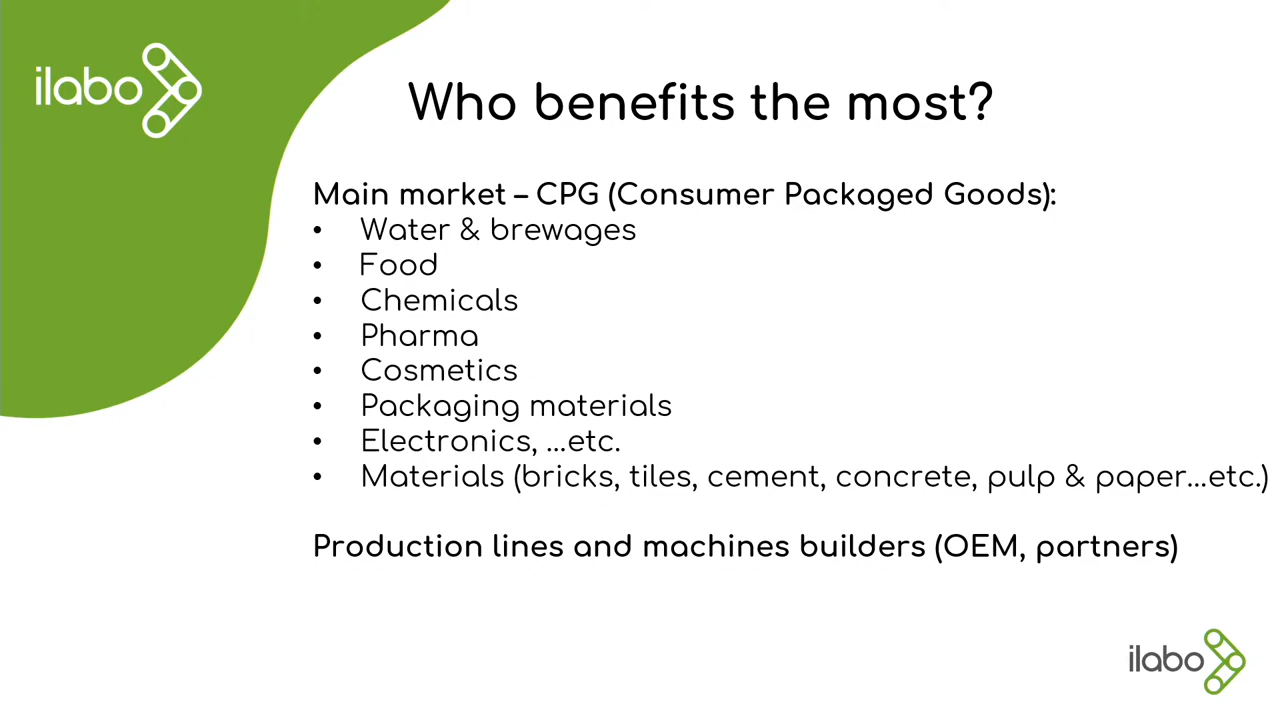 ilabo
Who benefits the most?
Main market – CPG (Consumer Packaged Goods):
• Water & brewages
• Food
• Chemicals
• Pharma
• Cosmetics
• Packaging materials
• Electronics, ...etc.
• Materials (bricks, tiles, cement, concrete, pulp & paper...etc.)
Production lines and machines builders (OEM, partners)
ilabo